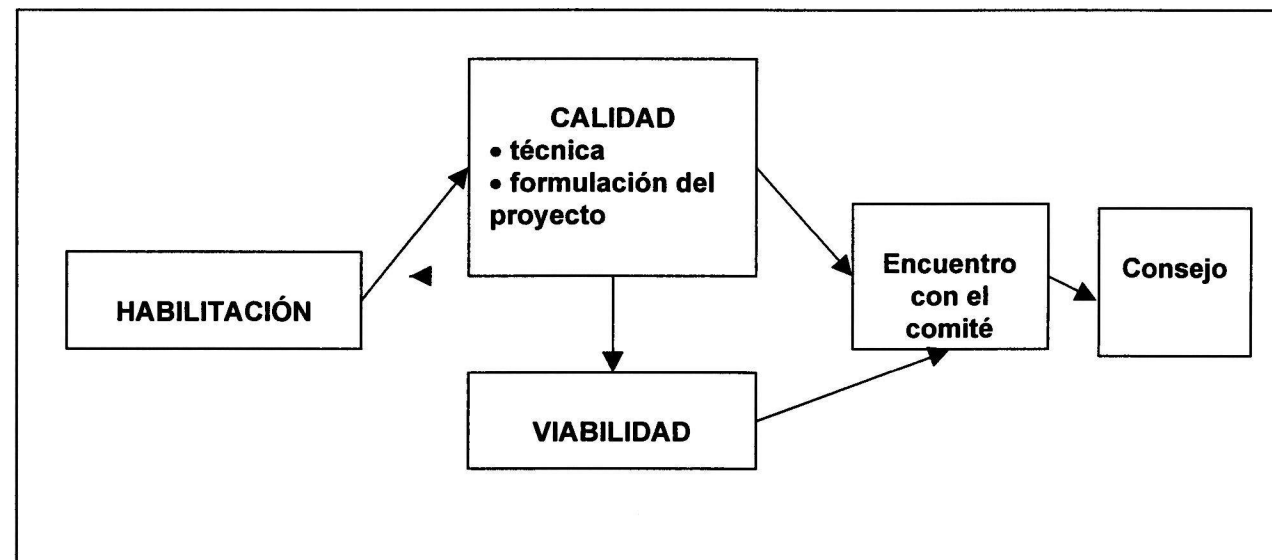 HABILITACIÓN
CALIDAD
• técnica
• formulación del
proyecto
VIABILIDAD
Encuentro
con el
comité
Consejo